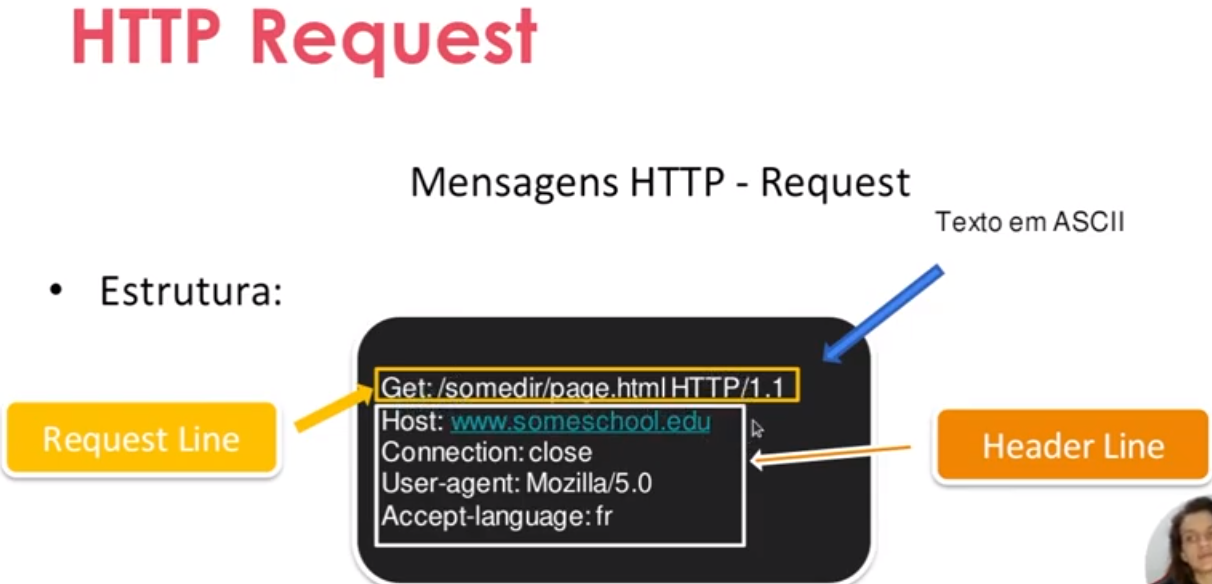 HTTP Request
Mensagens HTTP - Request
Texto em ASCII
• Estrutura:
Get: /somedir/page.html HTTP/1.1
Host: www.someschool.edu
Connection: close
User-agent: Mozilla/5.0
Accept-language: fr
Request Line
Header Line